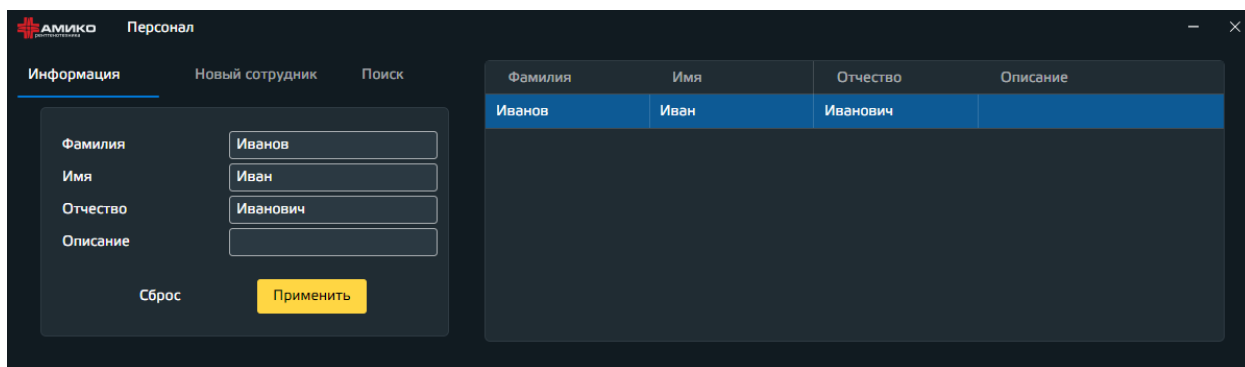 АМИКО
рентгенотехника
Персонал
Информация Новый сотрудник Поиск
Фамилия Иванов
Имя Иван
Отчество Иванович
Описание
Сброс Применить
Фамилия Имя Отчество Описание
Иванов Иван Иванович